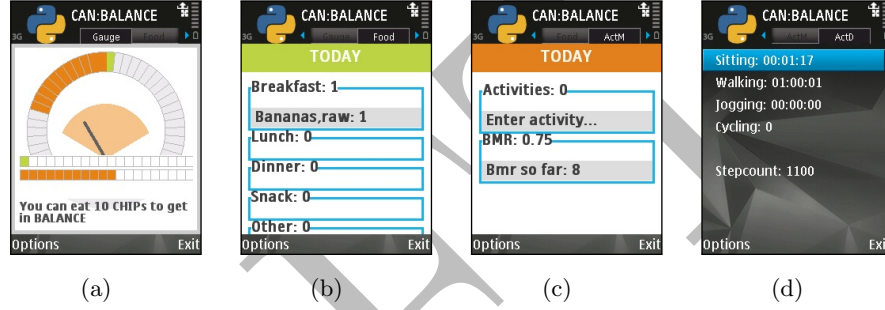 CAN:BALANCE
3G
Gauge
Food
You can eat 10 CHIPs to get
in BALANCE
Options
Exit
(a)
CAN:BALANCE
Gauge
Food
TODAY
Breakfast: 1
Bananas,raw: 1
Lunch: 0
Dinner: 0
Snack: 0
Other: 0
Options
Exit
(b)
CAN:BALANCE
3G
Food
ActM
TODAY
Activities: 0
Enter activity...
BMR: 0.75
Bmr so far: 8
Options
Exit
(c)
CAN:BALANCE
3G
ActM
ActD
Sitting: 00:01:17
Walking: 01:00:01
Jogging: 00:00:00
Cycling: 0
Stepcount: 1100
Options
Exi
(d)